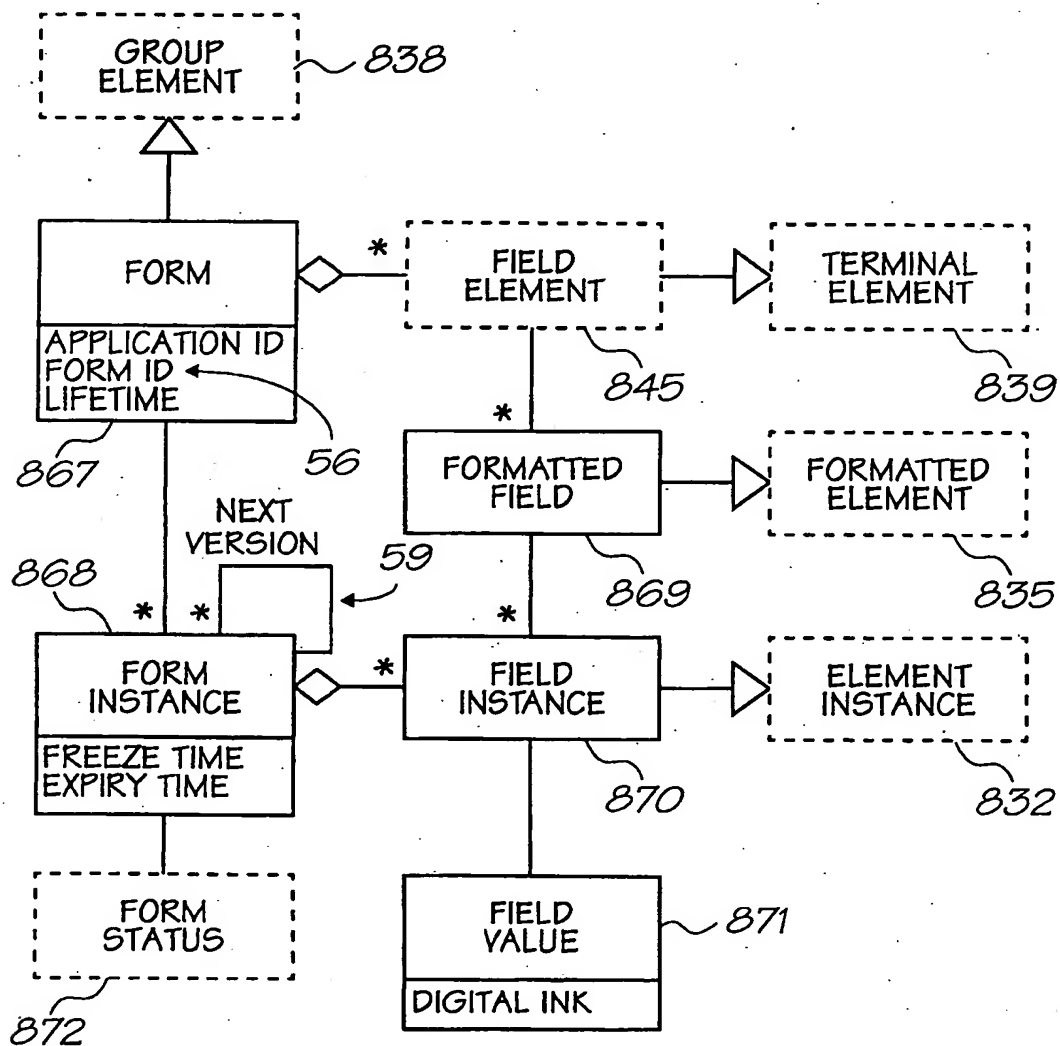 GROUP
ELEMENT
838
FORM
*
FIELD
ELEMENT
TERMINAL
ELEMENT
APPLICATION ID
FORM ID
LIFETIME
845
839
867
56
*
FORMATTED
FIELD
FORMATTED
ELEMENT
NEXT
VERSION
59
869
835
868
*
*
*
FORM
INSTANCE
*
FIELD
INSTANCE
ELEMENT
INSTANCE
FREEZE TIME
EXPIRY TIME
870
832
FORM
STATUS
FIELD
VALUE
871
DIGITAL INK
872